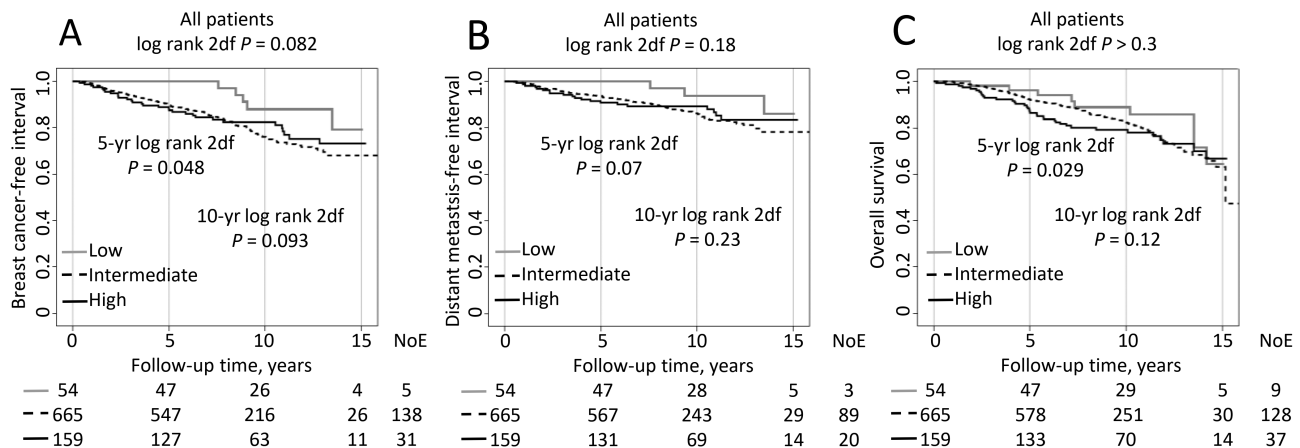 A
All patients
log rank 2df P = 0.082
Breast cancer-free interval
1.0
0.8
0.6
0.4
0.2
0
5-yr log rank 2df
P = 0.048
10-yr log rank 2df
P = 0.093
Low
Intermediate
High
0 5 10 15 NoE
Follow-up time, years
54 47 26 4 5
665 547 216 26 138
159 127 63 11 31
B
All patients
log rank 2df P = 0.18
Distant metastsis-free interval
1.0
0.8
0.6
0.4
0.2
0
5-yr log rank 2df
P = 0.07
10-yr log rank 2df
P = 0.23
Low
Intermediate
High
0 5 10 15 NoE
Follow-up time, years
54 47 28 5 3
665 567 243 29 89
159 131 69 14 20
C
All patients
log rank 2df P > 0.3
Overall survival
1.0
0.8
0.6
0.4
0.2
0
5-yr log rank 2df
P = 0.029
10-yr log rank 2df
P = 0.12
Low
Intermediate
High
0 5 10 15 NoE
Follow-up time, years
54 47 29 5 9
665 578 251 30 128
159 133 70 14 37